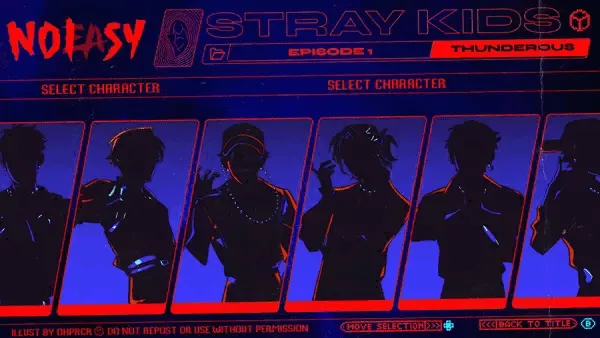 NOEASY
STRAY KIDS
EPISODE 1
THUNDEROUS
SELECT CHARACTER
SELECT CHARACTER
DO NOT REPOST OR USE WITHOUT PERMISSION
ILLUST BY
MOVE SELECTION>>>
<<<BACK TO TITLE
B